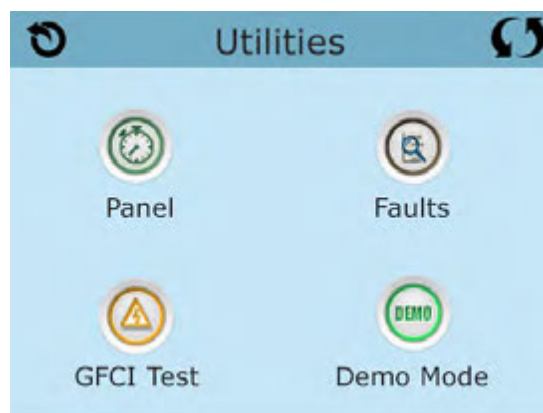 Utilities
Panel
Faults
DEMO
GFCI Test
Demo Mode